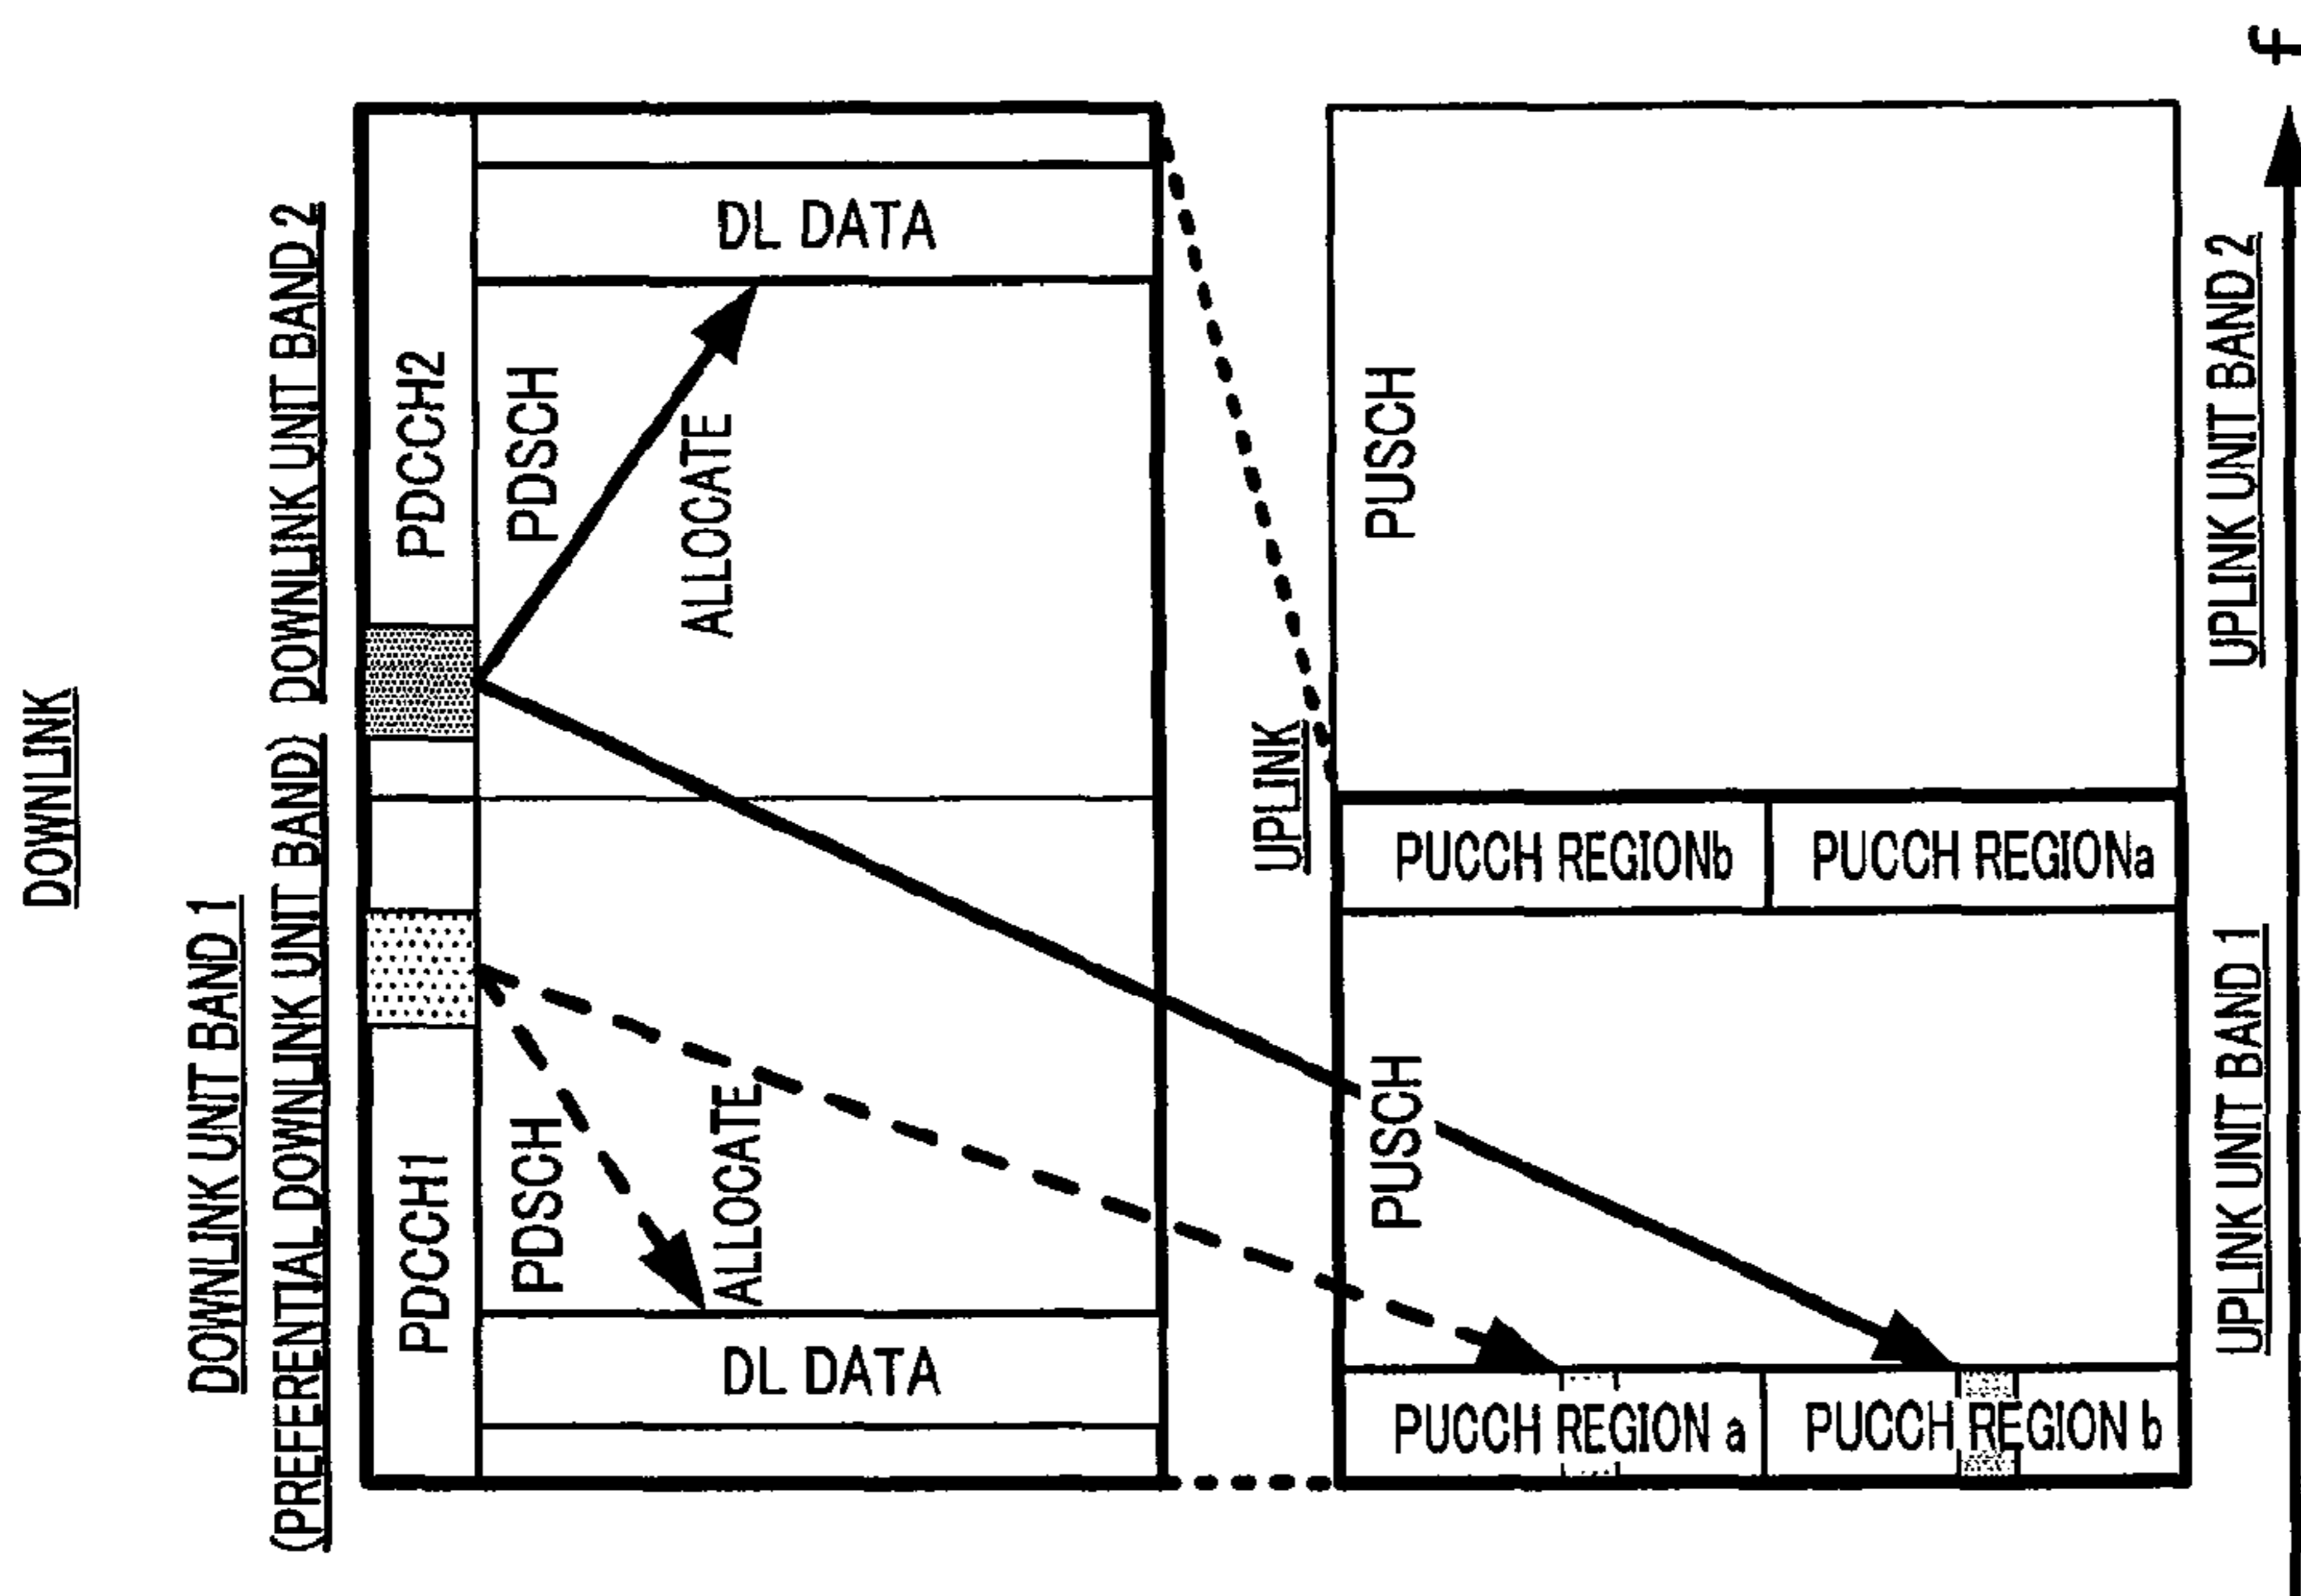 DOWNLINK
DOWNLINK UNIT BAND 1
(PREFERENTIAL DOWNLINK UNIT BAND)
DOWNLINK UNIT BAND 2
PDCCH1
PDCCH2
PDSCH
PDSCH
ALLOCATE
ALLOCATE
DL DATA
DL DATA
UPLINK
PUSCH
PUSCH
PUCCH REGIONb
PUCCH REGIONa
PUCCH REGION a
PUCCH REGION b
UPLINK UNIT BAND 1
UPLINK UNIT BAND 2
f